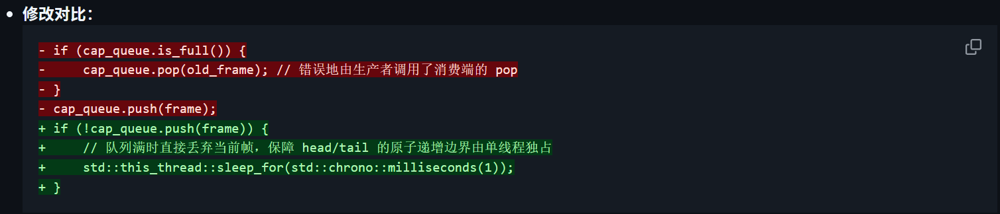 修改对比：
- if (cap_queue.is_full()) {
-     cap_queue.pop(old_frame); // 错误地由生产者调用了消费端的 pop
- }
- cap_queue.push(frame);
+ if (!cap_queue.push(frame)) {
+     // 队列满时直接丢弃当前帧，保障 head/tail 的原子递增边界由单线程独占
+     std::this_thread::sleep_for(std::chrono::milliseconds(1));
+ }